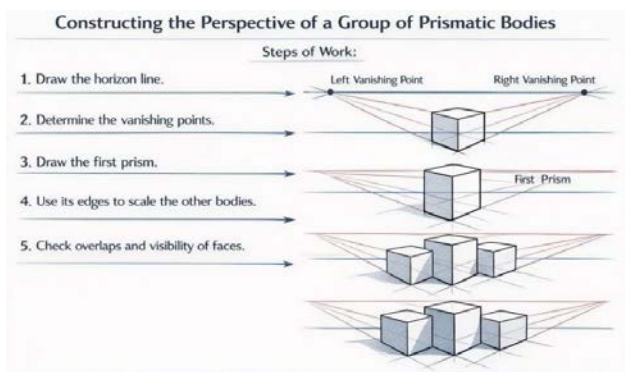 Constructing the Perspective of a Group of Prismatic Bodies
Steps of Work:
1. Draw the horizon line.
2. Determine the vanishing points.
3. Draw the first prism.
4. Use its edges to scale the other bodies.
5. Check overlaps and visibility of faces.
Left Vanishing Point
Right Vanishing Point
First Prism